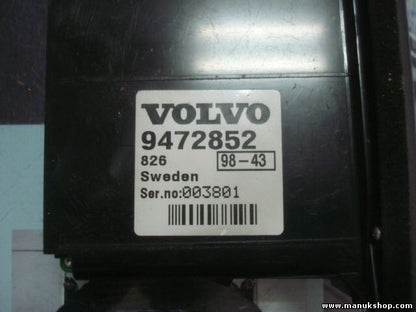 VOLVO
9472852
826 98-43
Sweden
Ser.no:003801
www.manukshop.com